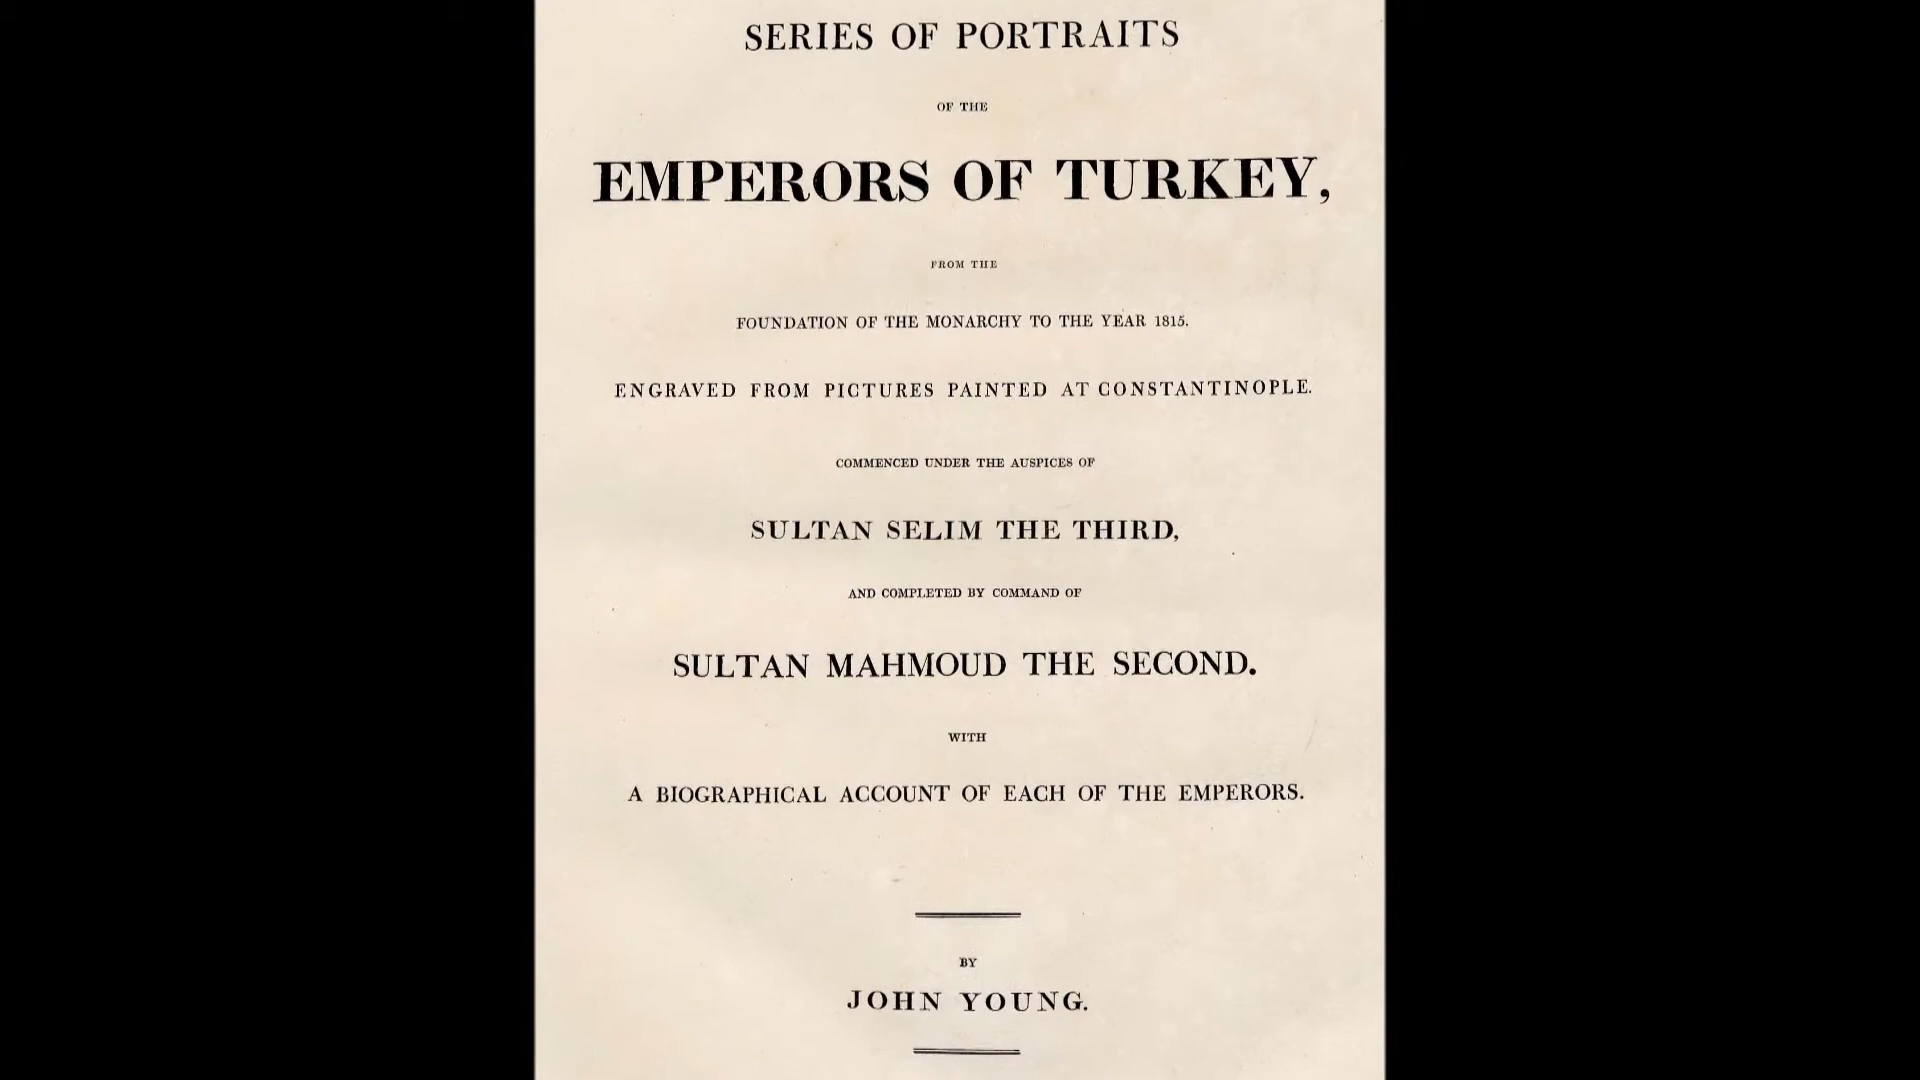 SERIES OF PORTRAITS
OF THE
EMPERORS OF TURKEY,
FROM THE
FOUNDATION OF THE MONARCHY TO THE YEAR 1815.
ENGRAVED FROM PICTURES PAINTED AT CONSTANTINOPLE.
COMMENCED UNDER THE AUSPICES OF
SULTAN SELIM THE THIRD,
AND COMPLETED BY COMMAND OF
SULTAN MAHMOUD THE SECOND.
WITH
A BIOGRAPHICAL ACCOUNT OF EACH OF THE EMPERORS.
BY
JOHN YOUNG.